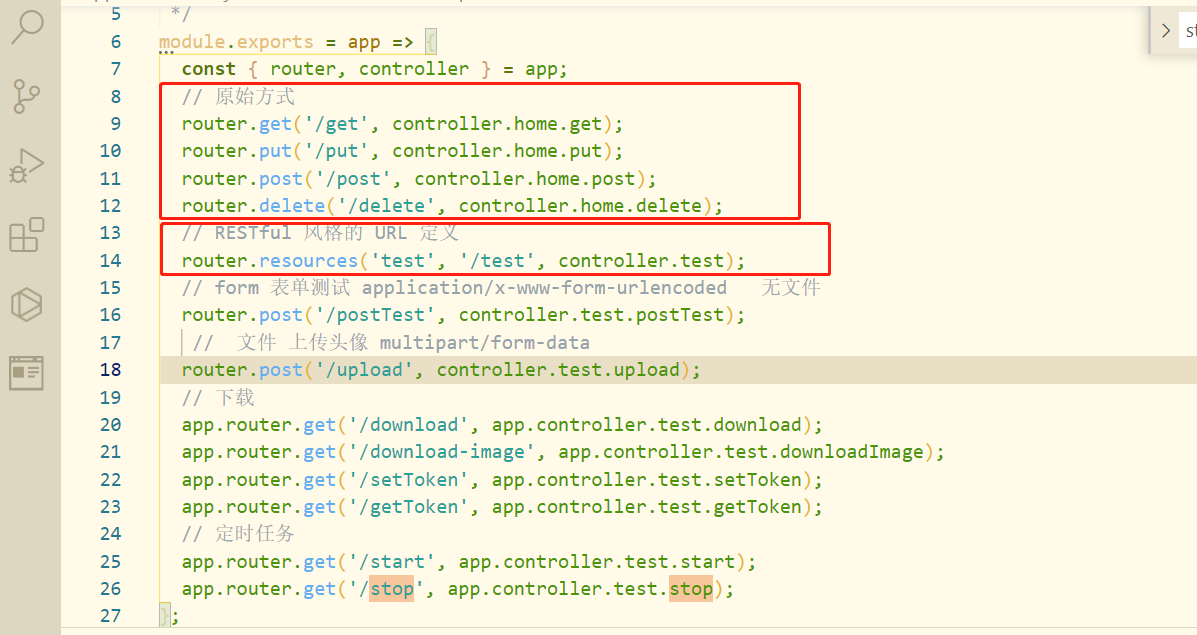 5   */
6   module.exports = app => {
7     const { router, controller } = app;
8     // 原始方式
9     router.get('/get', controller.home.get);
10     router.put('/put', controller.home.put);
11     router.post('/post', controller.home.post);
12     router.delete('/delete', controller.home.delete);
13     // RESTful 风格的 URL 定义
14     router.resources('test', '/test', controller.test);
15     // form 表单测试 application/x-www-form-urlencoded   无文件
16     router.post('/postTest', controller.test.postTest);
17      //  文件 上传头像 multipart/form-data
18     router.post('/upload', controller.test.upload);
19     // 下载
20     app.router.get('/download', app.controller.test.download);
21     app.router.get('/download-image', app.controller.test.downloadImage);
22     app.router.get('/setToken', app.controller.test.setToken);
23     app.router.get('/getToken', app.controller.test.getToken);
24     // 定时任务
25     app.router.get('/start', app.controller.test.start);
26     app.router.get('/stop', app.controller.test.stop);
27   };